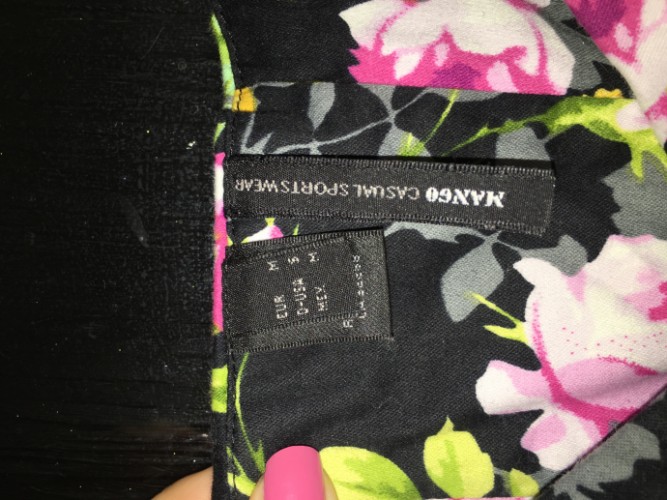 MANGO CASUAL SPORTSWEAR
EUR M
D-USA S
MEX M